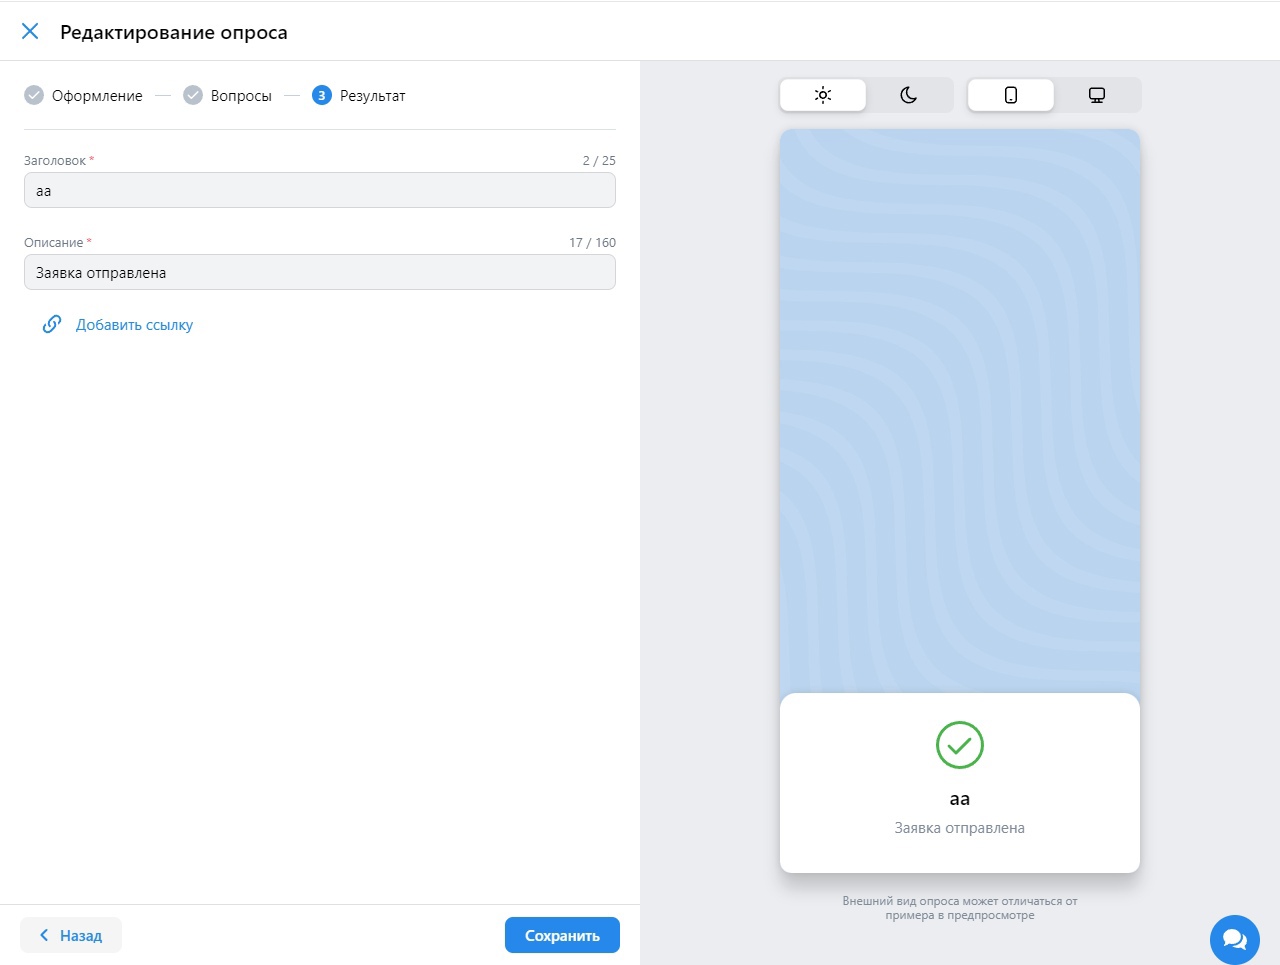 Редактирование опроса
Оформление
Вопросы
3 Результат
Заголовок *
2 / 25
аа
Описание *
17 / 160
Заявка отправлена
Добавить ссылку
Назад
Сохранить
аа
Заявка отправлена
Внешний вид опроса может отличаться от
примера в предпросмотре